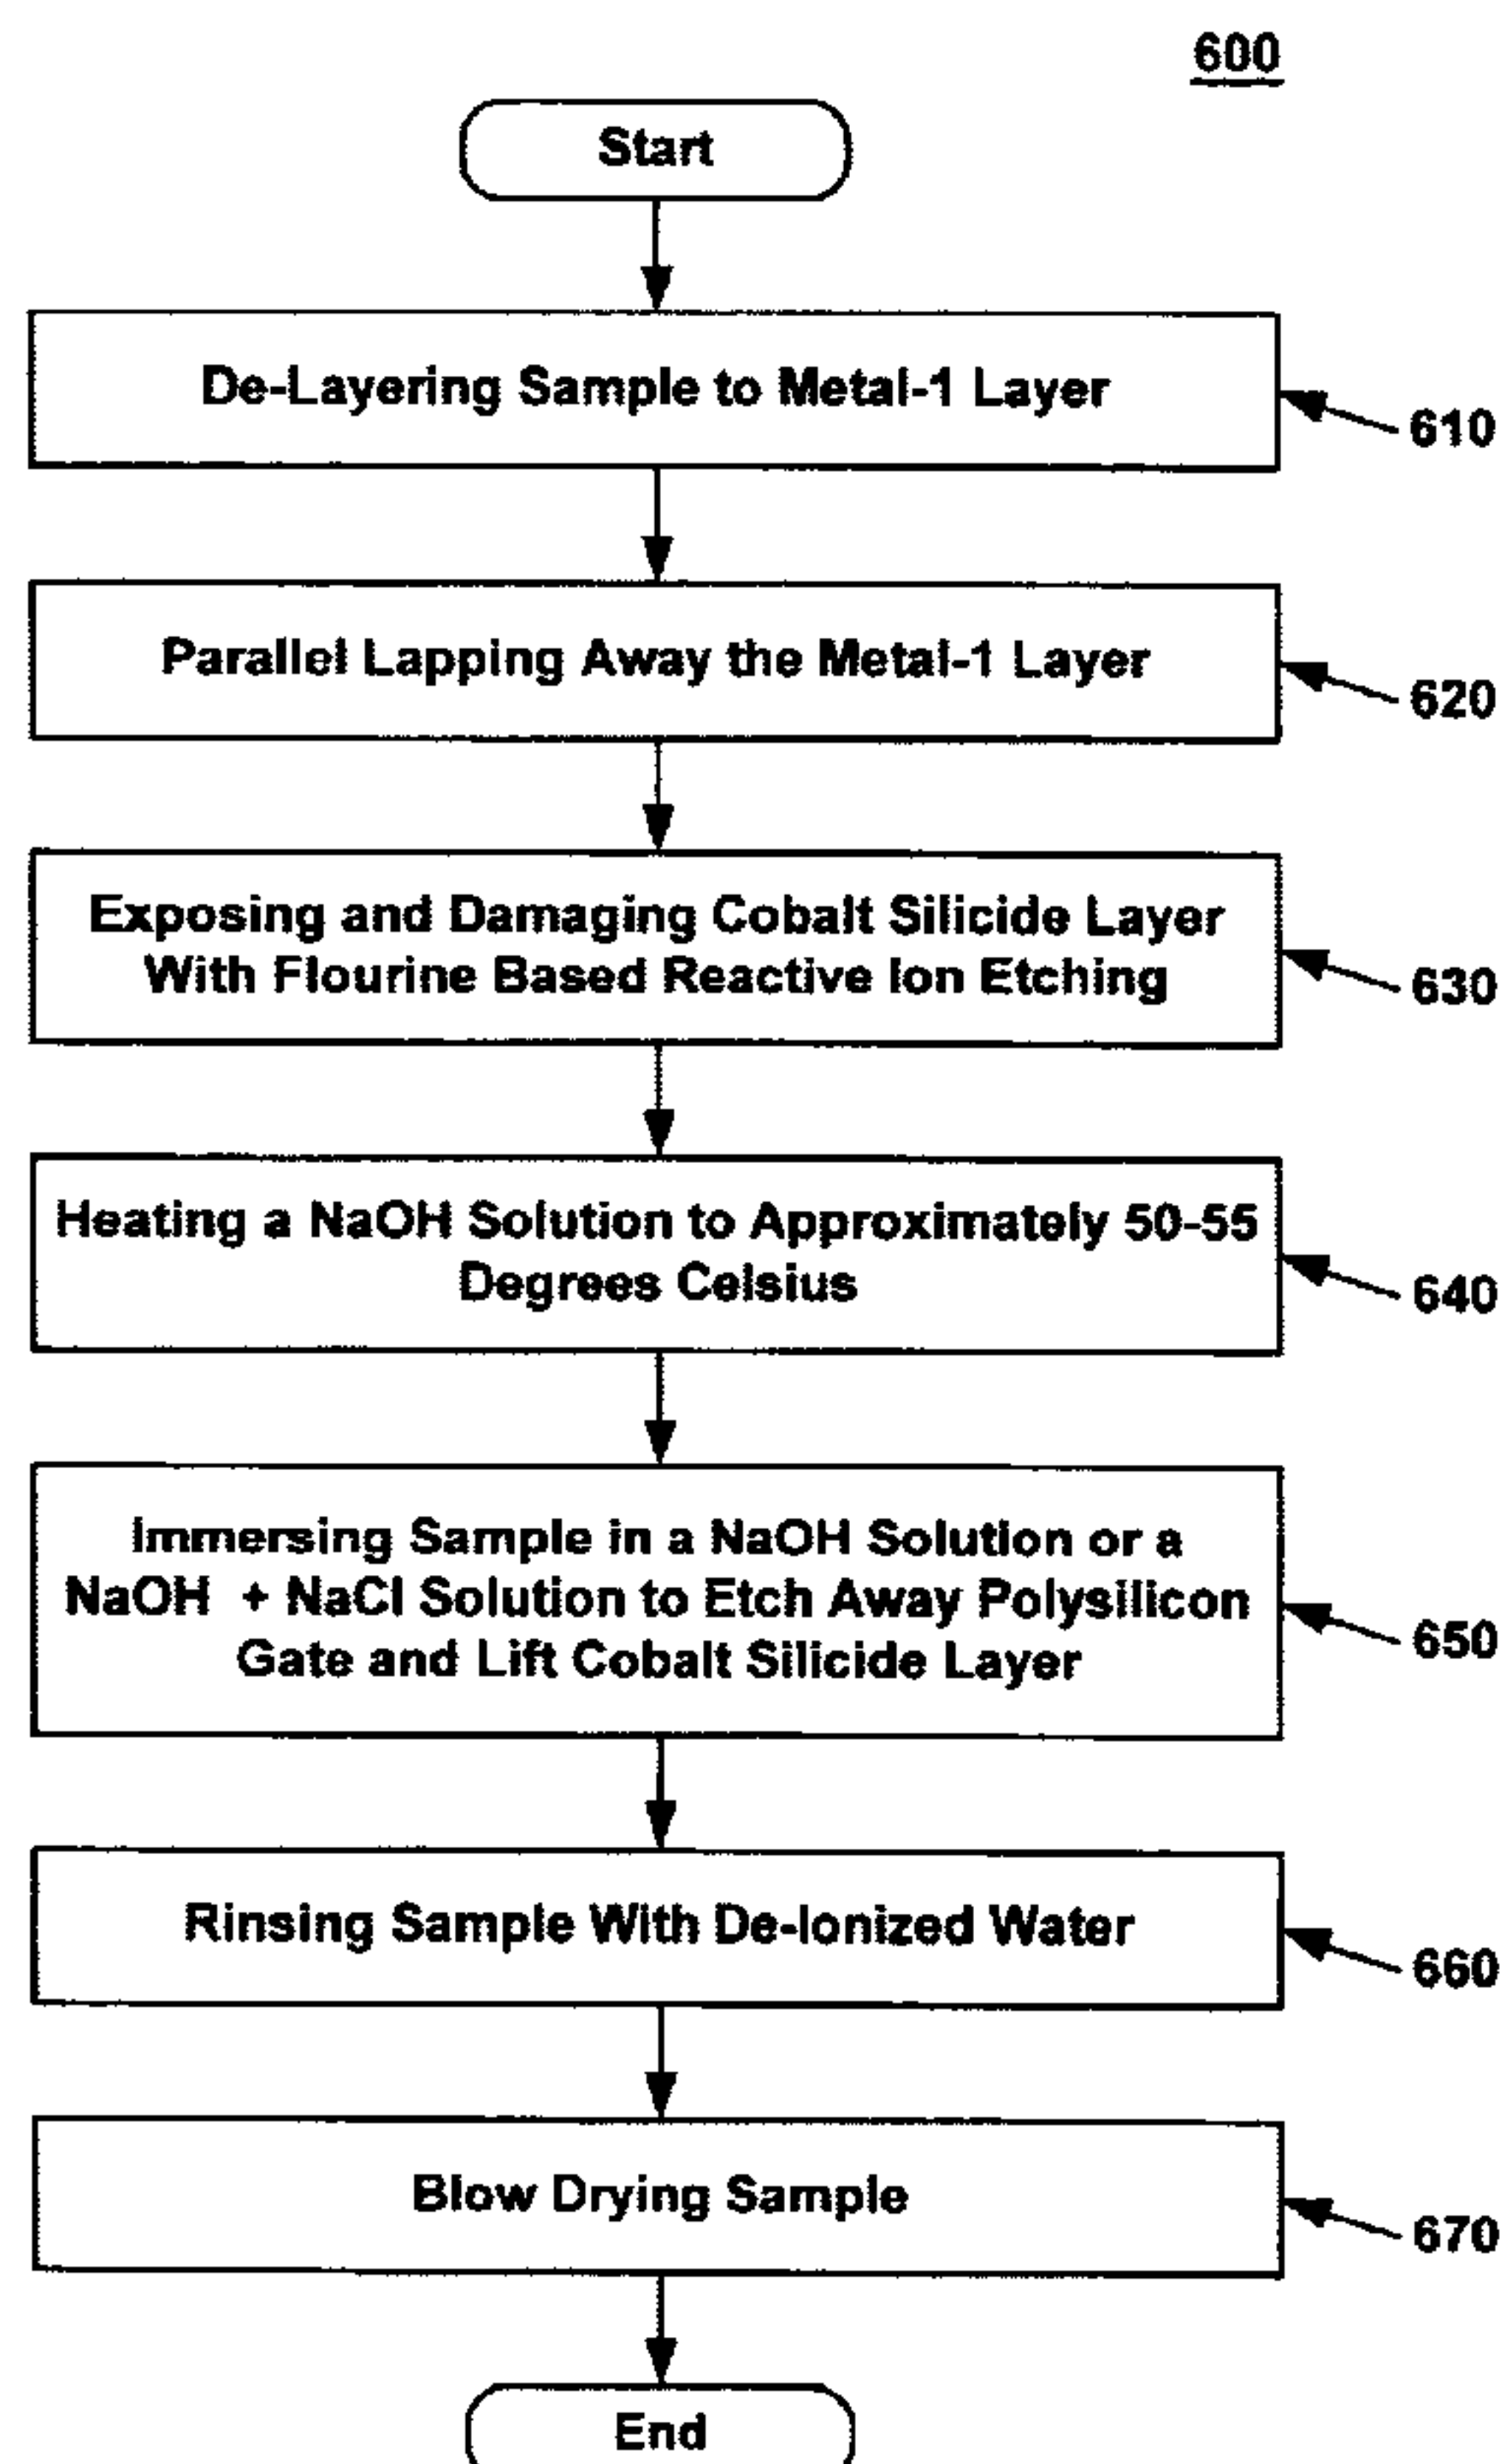 600
Start
De-Layering Sample to Metal-1 Layer
610
Parallel Lapping Away the Metal-1 Layer
620
Exposing and Damaging Cobalt Silicide Layer
With Flourine Based Reactive Ion Etching
630
Heating a NaOH Solution to Approximately 50-55
Degrees Celsius
640
Immersing Sample in a NaOH Solution or a
NaOH + NaCl Solution to Etch Away Polysilicon
Gate and Lift Cobalt Silicide Layer
650
Rinsing Sample With De-Ionized Water
660
Blow Drying Sample
670
End